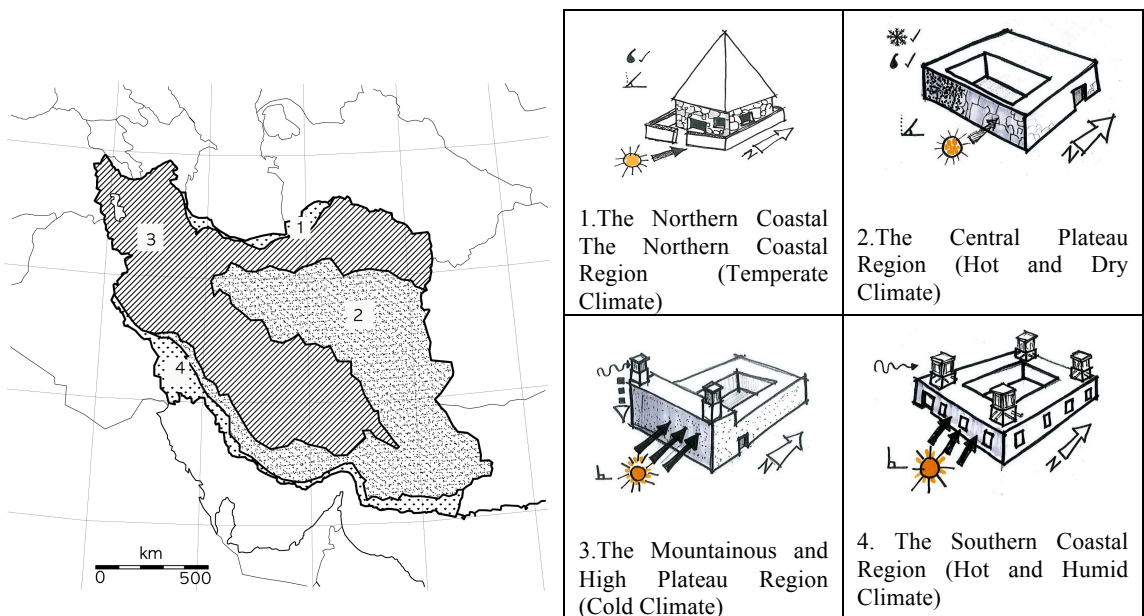 1
3
2
4
km
0 500
N
1.The Northern Coastal
The Northern Coastal
Region (Temperate
Climate)
N
2.The Central Plateau
Region (Hot and Dry
Climate)
N
3.The Mountainous and
High Plateau Region
(Cold Climate)
N
4. The Southern Coastal
Region (Hot and Humid
Climate)